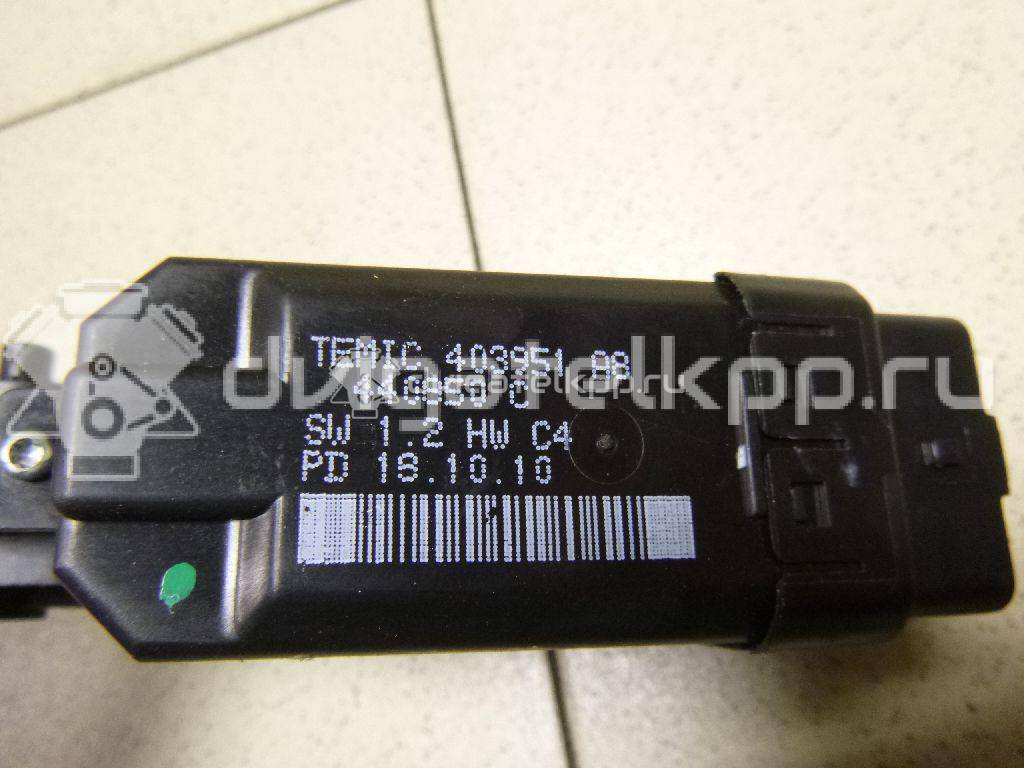 TEMIC 403951 88
SW 1.2 HW C4
PD 18.10.10
dvigatelkpp.ru